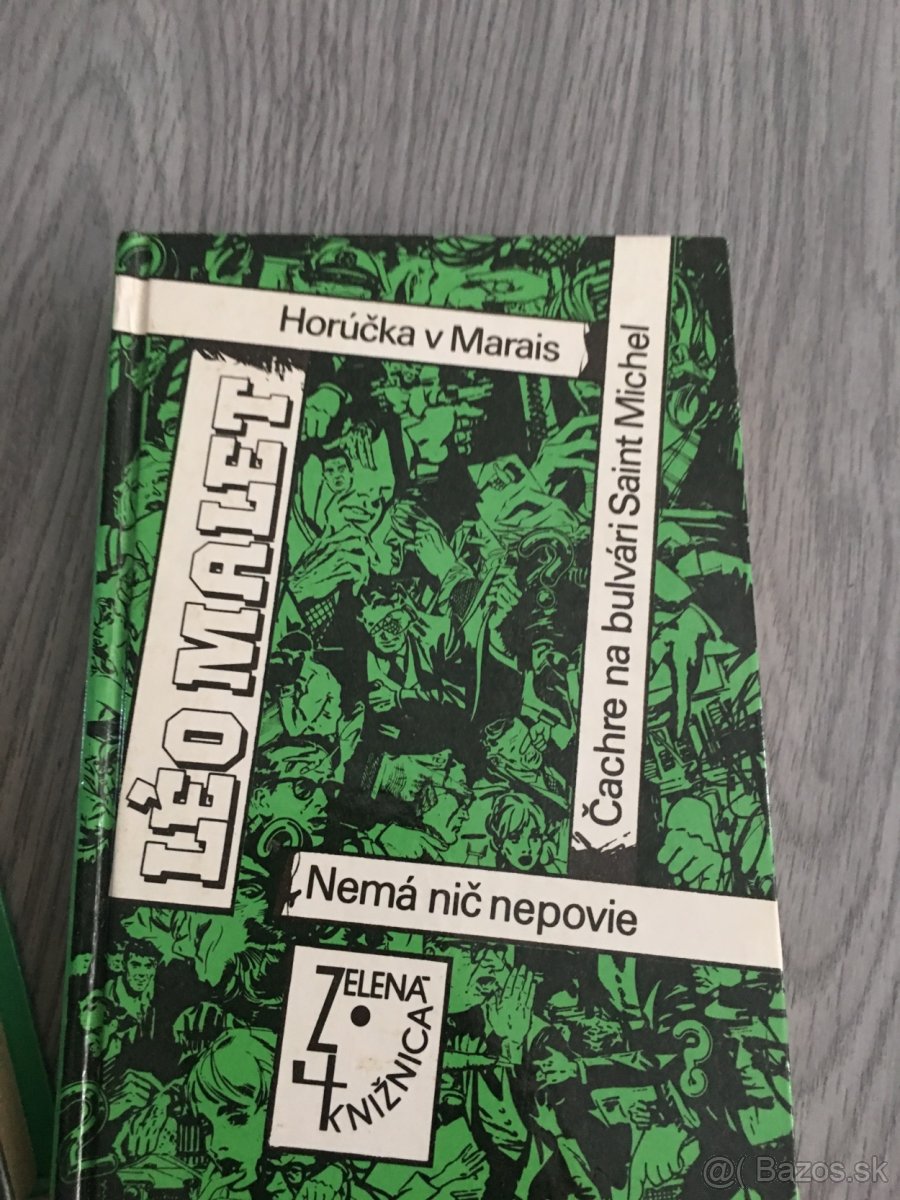 Horúčka v Marais
LÉO MALET
Čachre na bulvári Saint Michel
Nemá nič nepovie
ZELENÁ
KNIŽNICA
@( Bazos.sk